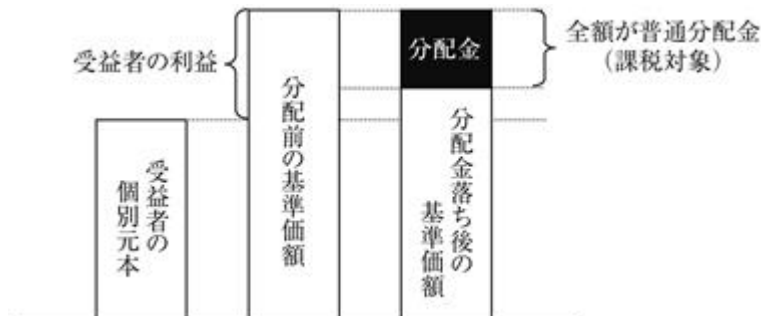 受益者の利益
受益者の
個別元本
分配前の基準価額
分配金
分配金落ち後の
基準価額
全額が普通分配金
（課税対象）